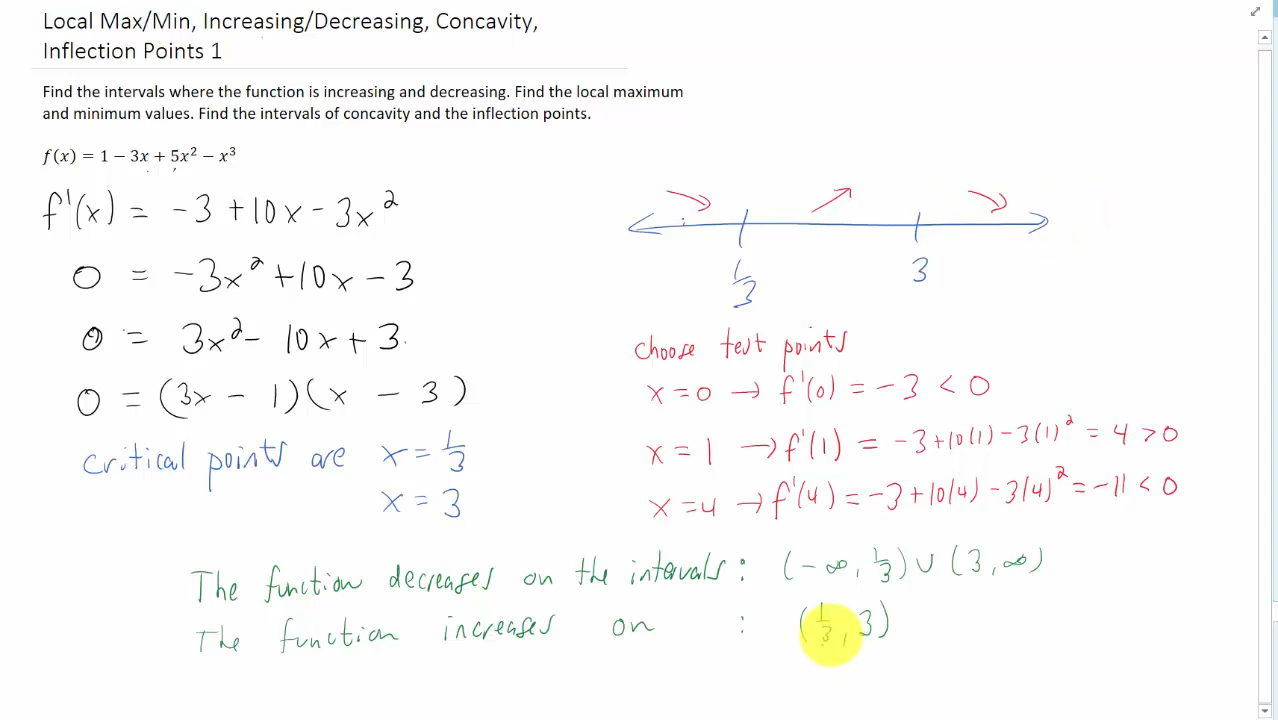 Local Max/Min, Increasing/Decreasing, Concavity,
Inflection Points 1
Find the intervals where the function is increasing and decreasing. Find the local maximum
and minimum values. Find the intervals of concavity and the inflection points.
f(x) = 1 − 3x + 5x² − x³
f'(x) = -3 + 10x - 3x²
0 = -3x² + 10x - 3
0 = 3x² - 10x + 3
0 = (3x - 1)(x - 3)
critical points are x = 1/3
x = 3
1/3 3
choose test points
x = 0 → f'(0) = -3 < 0
x = 1 → f'(1) = -3 + 10(1) - 3(1)² = 4 > 0
x = 4 → f'(4) = -3 + 10(4) - 3(4)² = -11 < 0
The function decreases on the intervals: (-∞, 1/3) ∪ (3, ∞)
The function increases on : (1/3, 3)